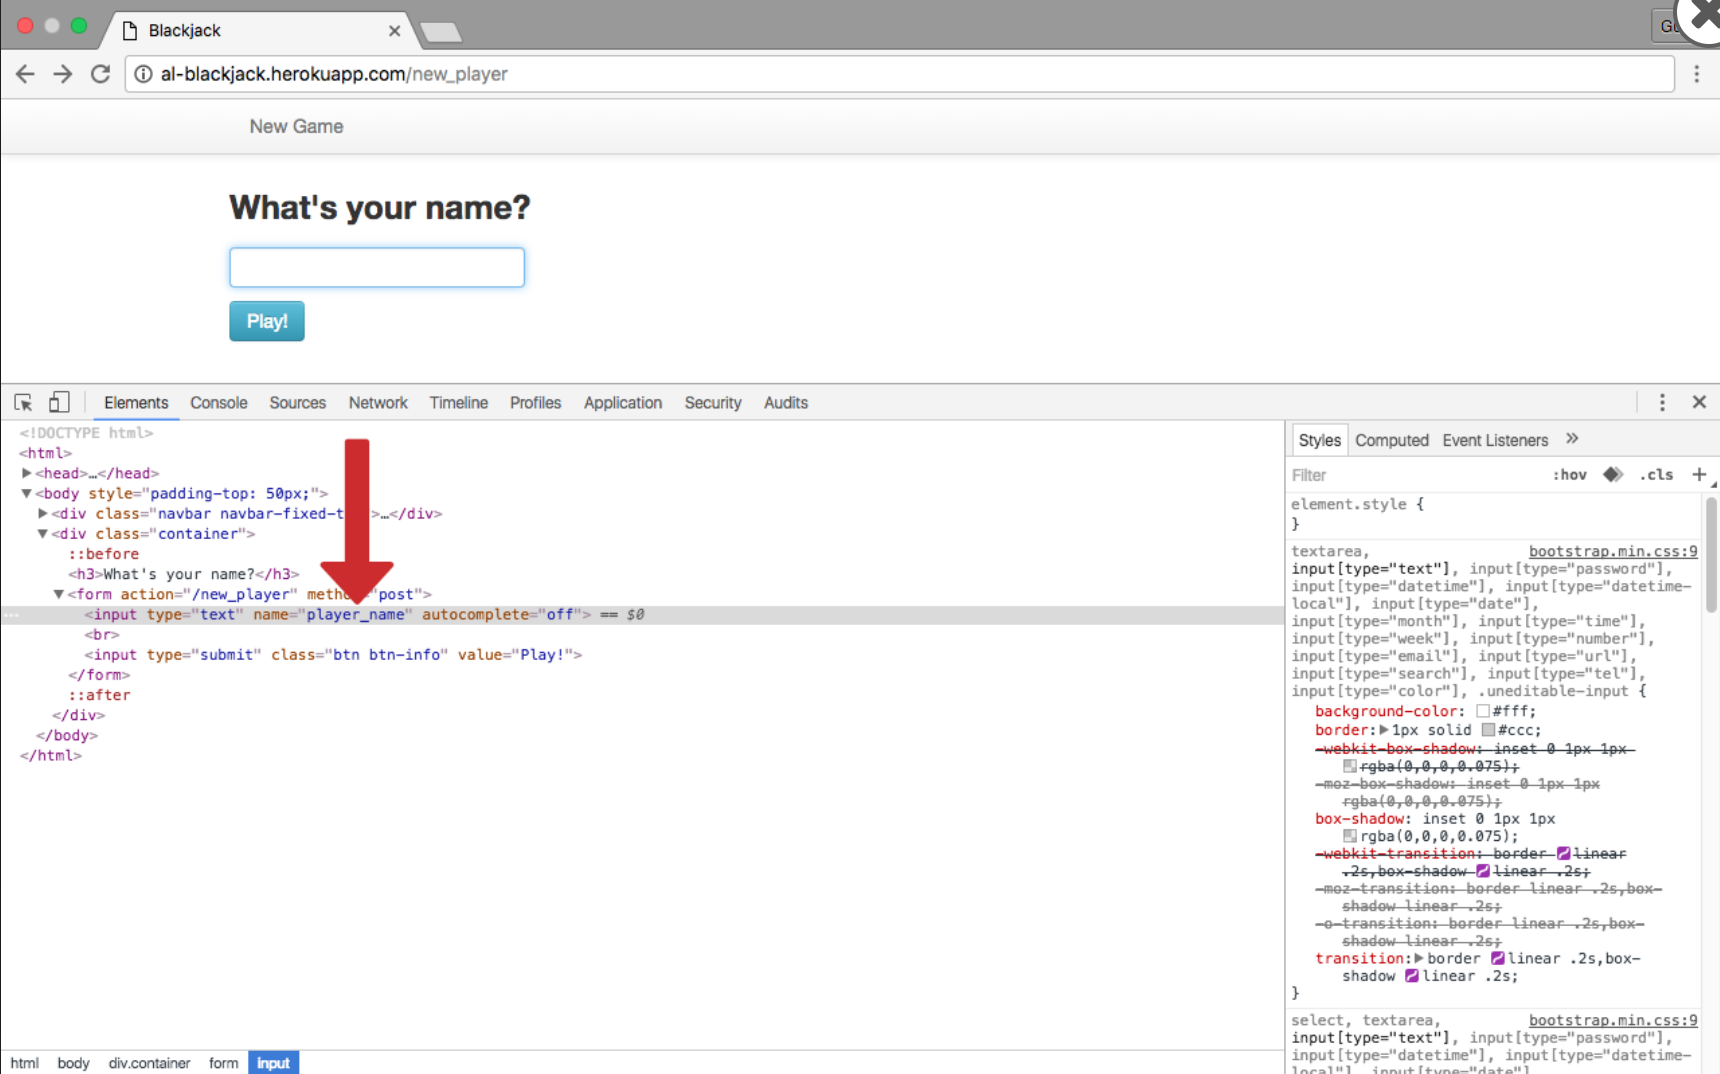 Blackjack
al-blackjack.herokuapp.com/new_player
New Game
What's your name?
Play!
Elements Console Sources Network Timeline Profiles Application Security Audits
<!DOCTYPE html>
<html>
<head>…</head>
<body style="padding-top: 50px;">
<div class="navbar navbar-fixed-t >…</div>
<div class="container">
::before
<h3>What's your name?</h3>
<form action="/new_player" metho "post">
<input type="text" name="player_name" autocomplete="off"> == $0
<br>
<input type="submit" class="btn btn-info" value="Play!">
</form>
::after
</div>
</body>
</html>
html body div.container form input
Styles Computed Event Listeners »
Filter :hov .cls +
element.style {
}
textarea, bootstrap.min.css:9
input[type="text"], input[type="password"],
input[type="datetime"], input[type="datetime-
local"], input[type="date"],
input[type="month"], input[type="time"],
input[type="week"], input[type="number"],
input[type="email"], input[type="url"],
input[type="search"], input[type="tel"],
input[type="color"], .uneditable-input {
background-color: #fff;
border: 1px solid #ccc;
-webkit-box-shadow: inset 0 1px 1px
rgba(0,0,0,0.075);
-moz-box-shadow: inset 0 1px 1px
rgba(0,0,0,0.075);
box-shadow: inset 0 1px 1px
rgba(0,0,0,0.075);
-webkit-transition: border linear
.2s,box-shadow linear .2s;
-moz-transition: border linear .2s,box-
shadow linear .2s;
-o-transition: border linear .2s,box-
shadow linear .2s;
transition: border linear .2s,box-
shadow linear .2s;
}
select, textarea, bootstrap.min.css:9
input[type="text"], input[type="password"],
input[type="datetime"], input[type="datetime-
local"], input[type="date"],